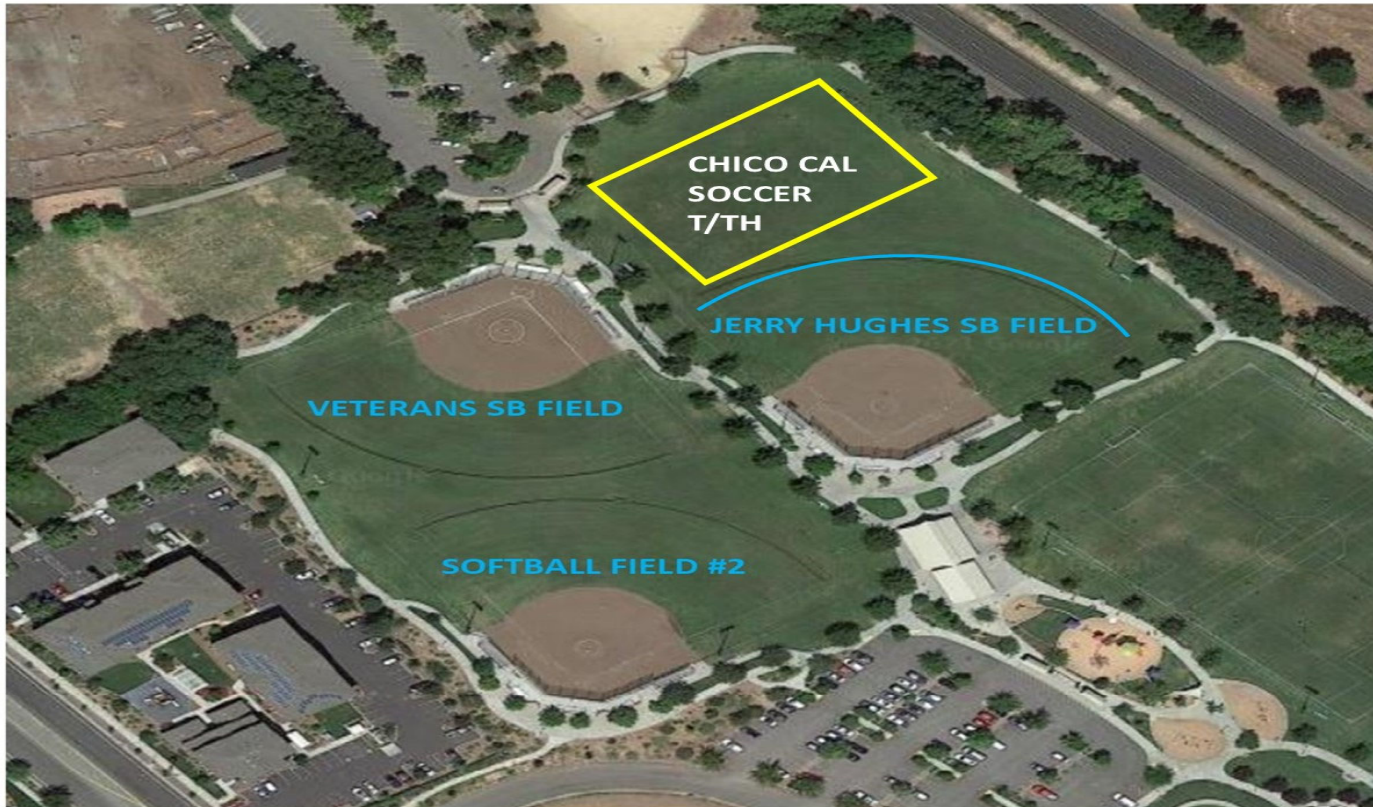 CHICO CAL
SOCCER
T/TH
JERRY HUGHES SB FIELD
VETERANS SB FIELD
SOFTBALL FIELD #2